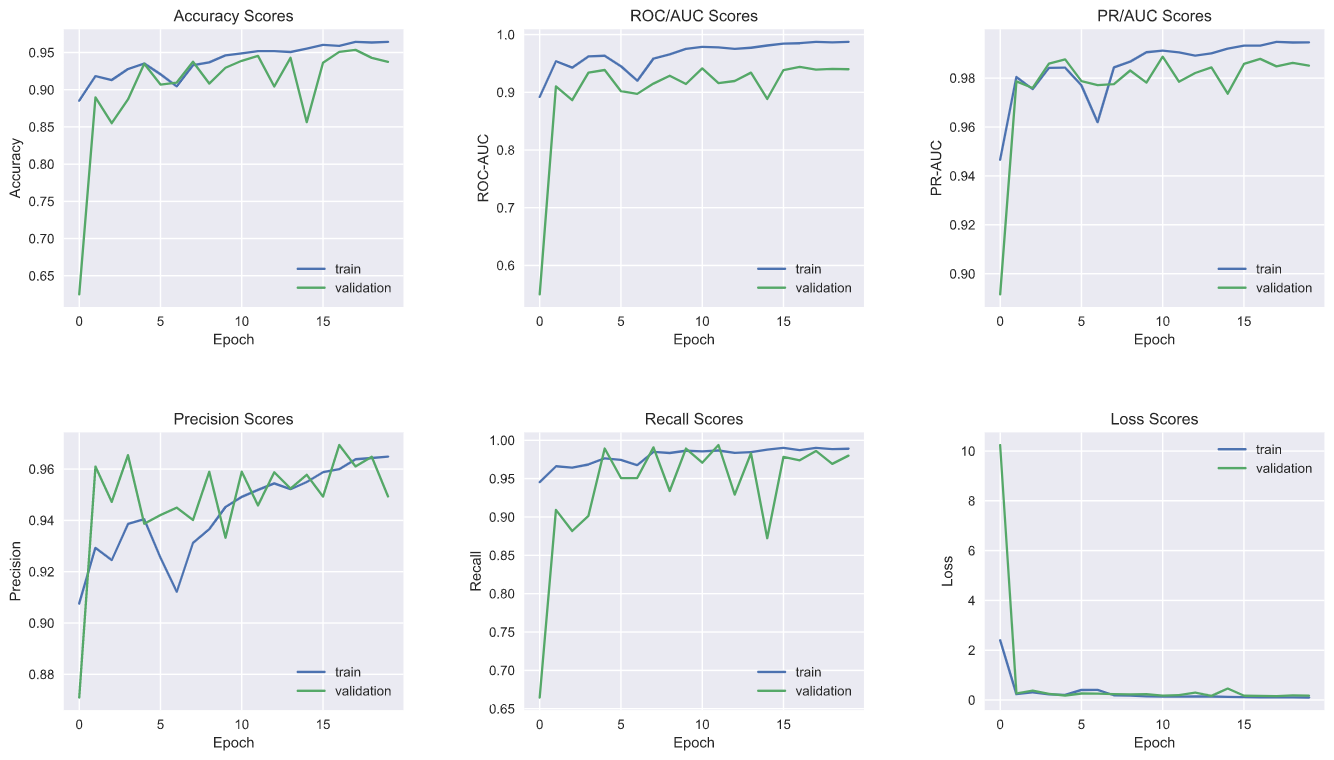 Accuracy Scores
0.95
0.90
0.85
0.80
0.75
0.70
0.65
Accuracy
train
validation
0 5 10 15
Epoch
ROC/AUC Scores
1.0
0.9
0.8
0.7
0.6
ROC-AUC
train
validation
0 5 10 15
Epoch
PR/AUC Scores
0.98
0.96
0.94
0.92
0.90
PR-AUC
train
validation
0 5 10 15
Epoch
Precision Scores
0.96
0.94
0.92
0.90
0.88
Precision
train
validation
0 5 10 15
Epoch
Recall Scores
1.00
0.95
0.90
0.85
0.80
0.75
0.70
0.65
Recall
train
validation
0 5 10 15
Epoch
Loss Scores
10
8
6
4
2
0
Loss
train
validation
0 5 10 15
Epoch